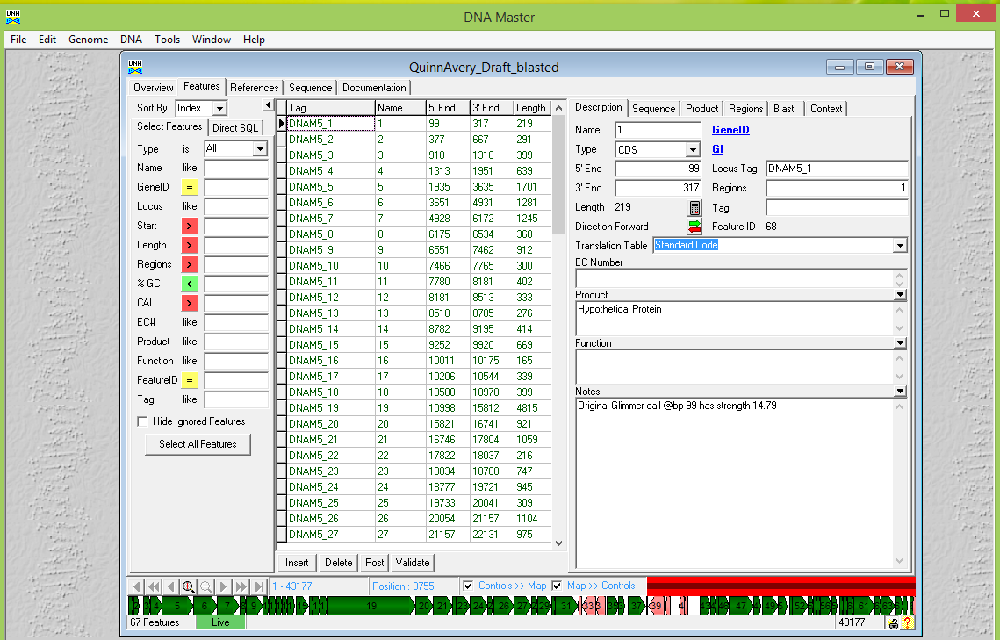 DNA Master
File Edit Genome DNA Tools Window Help
QuinnAvery_Draft_blasted
Overview Features References Sequence Documentation
Sort By Index
Select Features Direct SQL
Type is All
Name like
GeneID =
Locus like
Start >
Length >
Regions >
% GC <
CAI >
EC# like
Product like
Function like
FeatureID =
Tag like
Hide Ignored Features
Select All Features
Tag Name 5' End 3' End Length
DNAM5_1 1 99 317 219
DNAM5_2 2 377 667 291
DNAM5_3 3 918 1316 399
DNAM5_4 4 1313 1951 639
DNAM5_5 5 1935 3635 1701
DNAM5_6 6 3651 4931 1281
DNAM5_7 7 4928 6172 1245
DNAM5_8 8 6175 6534 360
DNAM5_9 9 6551 7462 912
DNAM5_10 10 7466 7765 300
DNAM5_11 11 7780 8181 402
DNAM5_12 12 8181 8513 333
DNAM5_13 13 8510 8785 276
DNAM5_14 14 8782 9195 414
DNAM5_15 15 9252 9920 669
DNAM5_16 16 10011 10175 165
DNAM5_17 17 10206 10544 339
DNAM5_18 18 10580 10978 399
DNAM5_19 19 10998 15812 4815
DNAM5_20 20 15821 16741 921
DNAM5_21 21 16746 17804 1059
DNAM5_22 22 17822 18037 216
DNAM5_23 23 18034 18780 747
DNAM5_24 24 18777 19721 945
DNAM5_25 25 19733 20041 309
DNAM5_26 26 20054 21157 1104
DNAM5_27 27 21157 22131 975
Insert Delete Post Validate
Description Sequence Product Regions Blast Context
Name 1 GeneID
Type CDS GI
5' End 99 Locus Tag DNAM5_1
3' End 317 Regions 1
Length 219 Tag
Direction Forward Feature ID 68
Translation Table Standard Code
EC Number
Product
Hypothetical Protein
Function
Notes
Original Glimmer call @bp 99 has strength 14.79
1 - 43177 Position : 3755 Controls >> Map Map >> Controls
5 6 7 9 15 19 20 21 23 24 26 27 29 31 33 37 39 47 49 52 61
67 Features Live 43177